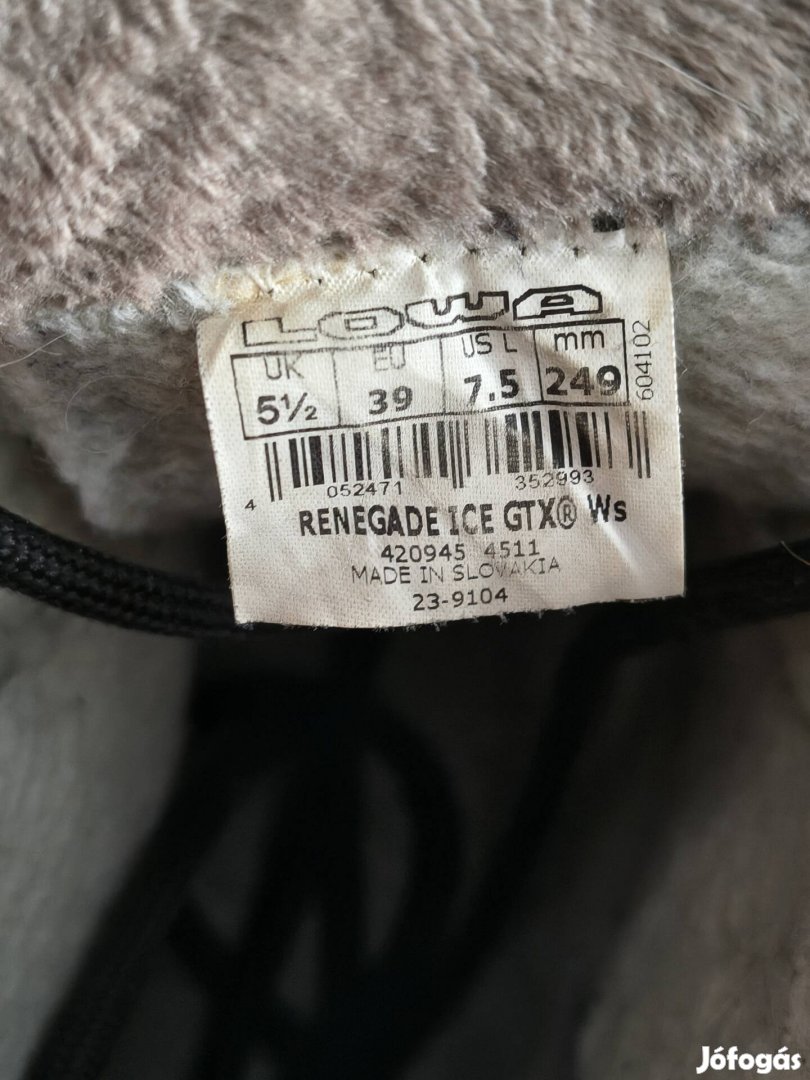 LOWA
UK EU US L mm
5½ 39 7.5 249
604102
4 052471 352993
RENEGADE ICE GTX® Ws
420945 4511
MADE IN SLOVAKIA
23-9104
Jófogás